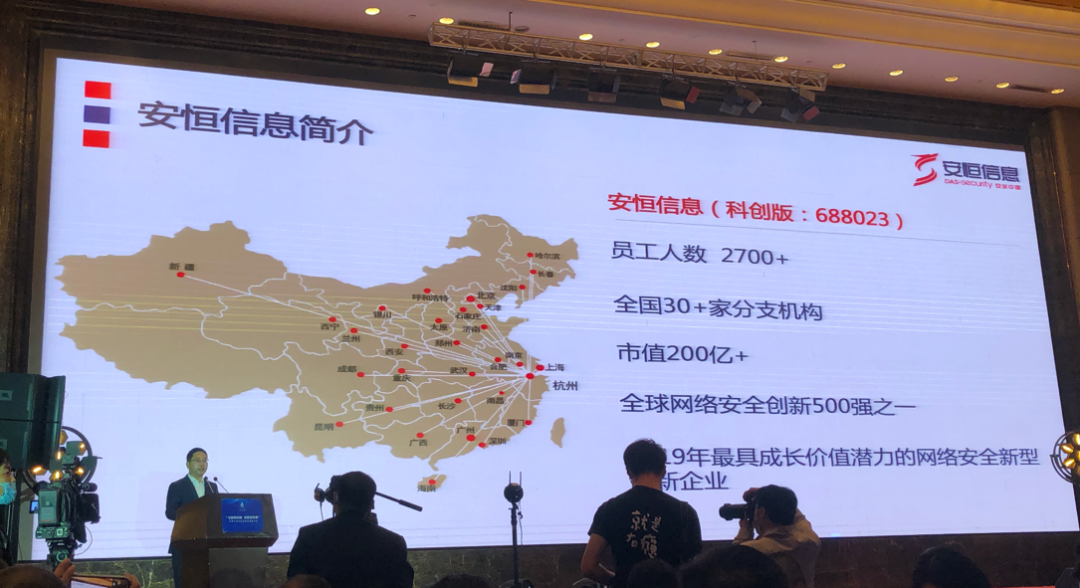 安恒信息简介
安恒信息
DAS-security 安全中国
安恒信息（科创版：688023）
员工人数 2700+
全国30+家分支机构
市值200亿+
全球网络安全创新500强之一
19年最具成长价值潜力的网络安全新型
新企业
新疆
哈尔滨
长春
沈阳
呼和浩特
北京
天津
银川
石家庄
西宁
太原
济南
兰州
郑州
西安
南京
成都
合肥
上海
重庆
武汉
杭州
贵州
长沙
南昌
昆明
广州
厦门
广西
深圳
海南
就是